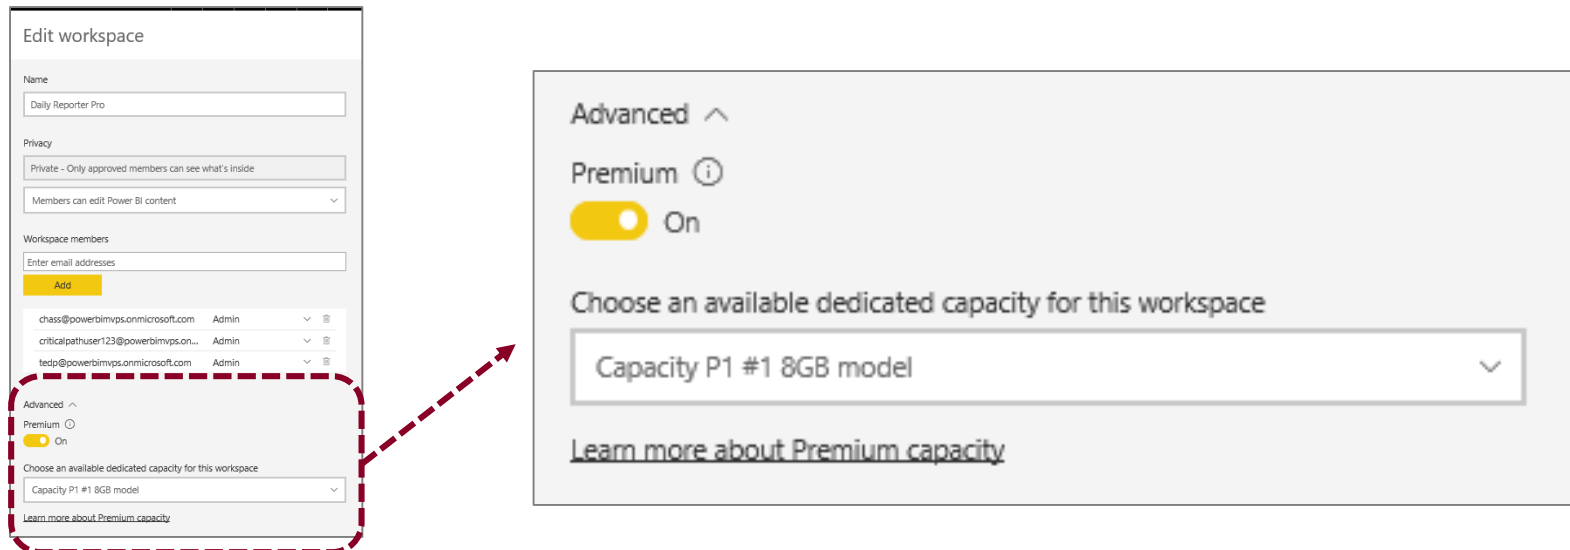 Edit workspace
Name
Daily Reporter Pro
Privacy
Private - Only approved members can see what's inside
Members can edit Power BI content
Workspace members
Enter email addresses
Add
chass@powerbimvps.onmicrosoft.com Admin
criticalpathuser123@powerbimvps.on... Admin
tedp@powerbimvps.onmicrosoft.com Admin
Advanced
Premium
On
Choose an available dedicated capacity for this workspace
Capacity P1 #1 8GB model
Learn more about Premium capacity
Advanced
Premium
On
Choose an available dedicated capacity for this workspace
Capacity P1 #1 8GB model
Learn more about Premium capacity